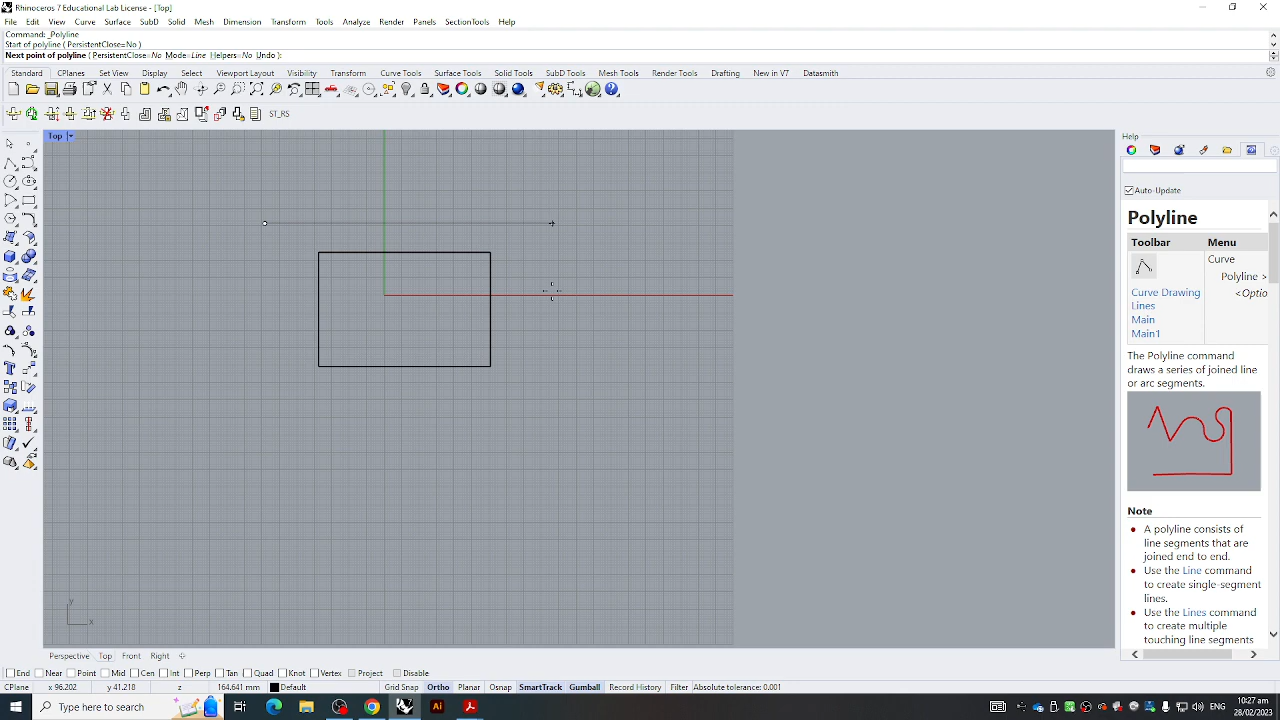 Rhinoceros 7 Educational Lab License - [Top]
File Edit View Curve Surface SubD Solid Mesh Dimension Transform Tools Analyze Render Panels SectionTools Help
Command: _Polyline
Start of polyline ( PersistentClose=No )
Next point of polyline ( PersistentClose=No Mode=Line Helpers=No Undo ):
Standard CPlanes Set View Display Select Viewport Layout Visibility Transform Curve Tools Surface Tools Solid Tools SubD Tools Mesh Tools Render Tools Drafting New in V7 Datasmith
ST_RS
Top
Help
Auto-Update
Polyline
Toolbar Menu
Curve
Polyline >
<Optio
Curve Drawing
Lines
Main
Main1
The Polyline command
draws a series of joined line
or arc segments.
Note
• A polyline consists of
line segments that are
joined end to end.
• Use the Line command
to create single-segment
lines.
• Use the Lines command
to create multiple
touching line segments
y
x
Perspective Top Front Right
End Near Point Mid Cen Int Perp Tan Quad Knot Vertex Project Disable
CPlane x 96.202 y 41.218 z 164.641 mm Default Grid Snap Ortho Planar Osnap SmartTrack Gumball Record History Filter Absolute tolerance: 0.001
Type here to search
Ai
ENG
10:27 am
28/02/2023